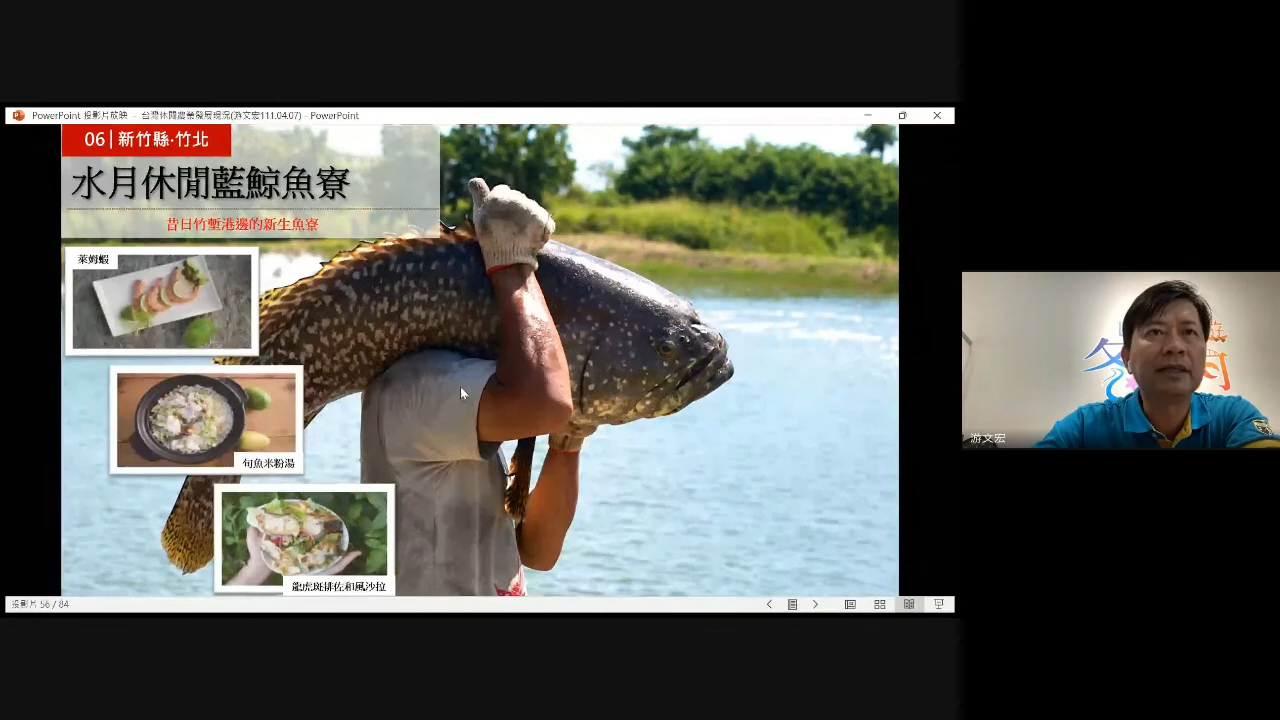 PowerPoint 投影片放映 - 台灣休閒農業發展現況(游文宏111.04.07) - PowerPoint
06 | 新竹縣·竹北
水月休閒藍鯨魚寮
昔日竹塹港邊的新生魚寮
萊姆蝦
旬魚米粉湯
龍虎斑排佐和風沙拉
投影片 56 / 84
游文宏